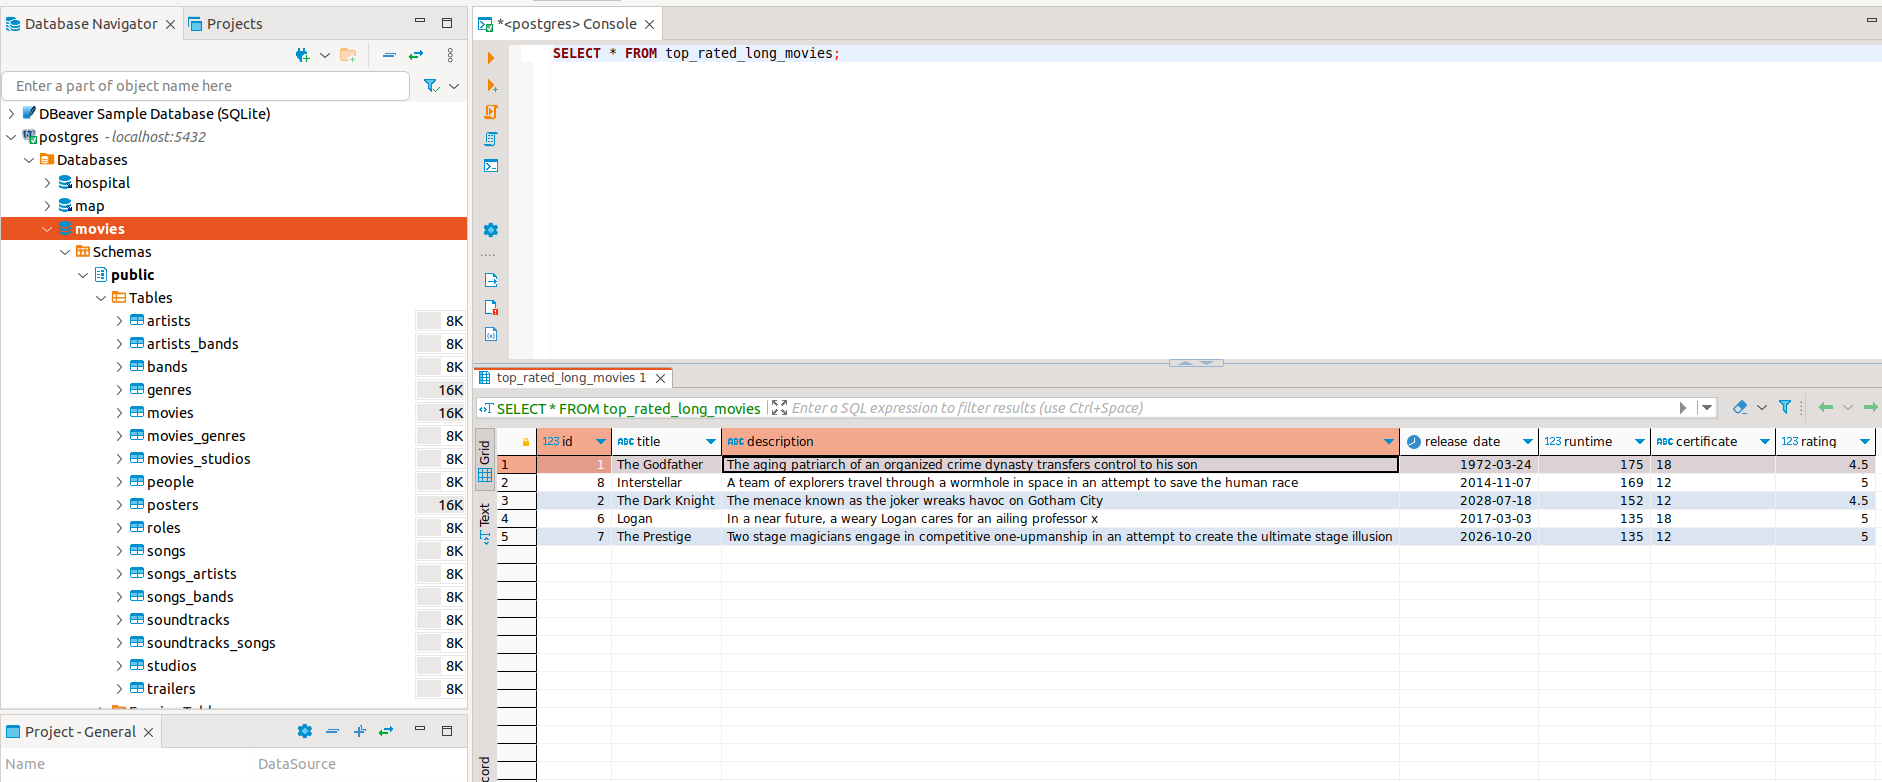 Database Navigator
Projects
Enter a part of object name here
DBeaver Sample Database (SQLite)
postgres - localhost:5432
Databases
hospital
map
movies
Schemas
public
Tables
artists 8K
artists_bands 8K
bands 8K
genres 16K
movies 16K
movies_genres 8K
movies_studios 8K
people 8K
posters 16K
roles 8K
songs 8K
songs_artists 8K
songs_bands 8K
soundtracks 8K
soundtracks_songs 8K
studios 8K
trailers 8K
Project - General
Name DataSource
*<postgres> Console
SELECT * FROM top_rated_long_movies;
top_rated_long_movies 1
SELECT * FROM top_rated_long_movies Enter a SQL expression to filter results (use Ctrl+Space)
Grid
Text
123 id ABC title ABC description release_date 123 runtime ABC certificate 123 rating
1 1 The Godfather The aging patriarch of an organized crime dynasty transfers control to his son 1972-03-24 175 18 4.5
2 8 Interstellar A team of explorers travel through a wormhole in space in an attempt to save the human race 2014-11-07 169 12 5
3 2 The Dark Knight The menace known as the joker wreaks havoc on Gotham City 2028-07-18 152 12 4.5
4 6 Logan In a near future, a weary Logan cares for an ailing professor x 2017-03-03 135 18 5
5 7 The Prestige Two stage magicians engage in competitive one-upmanship in an attempt to create the ultimate stage illusion 2026-10-20 135 12 5